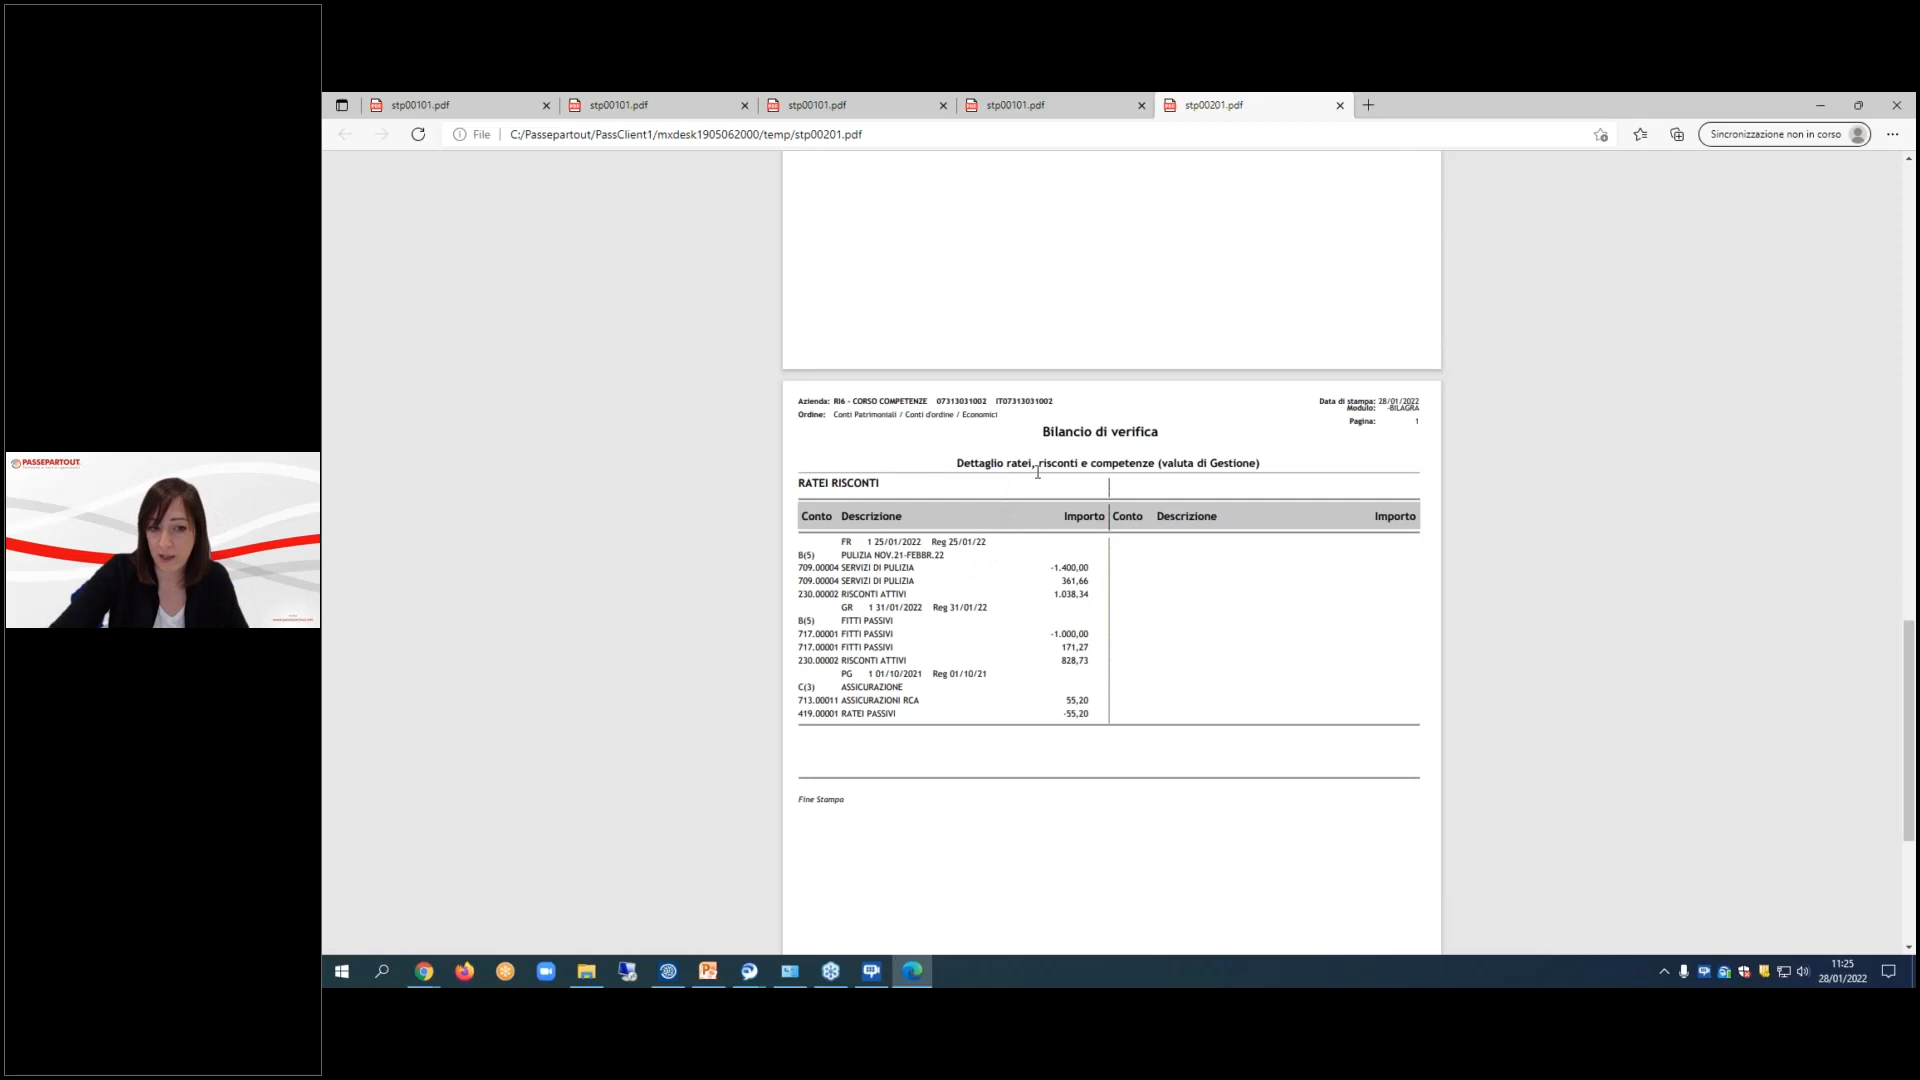 stp00101.pdf
stp00101.pdf
stp00101.pdf
stp00101.pdf
stp00201.pdf
File
C:/Passepartout/PassClient1/mxdesk1905062000/temp/stp00201.pdf
Sincronizzazione non in corso
Azienda: RI6 - CORSO COMPETENZE 07313031002 IT07313031002
Data di stampa: 28/01/2022
Modulo: -BILAGRA
Ordine: Conti Patrimoniali / Conti d'ordine / Economici
Pagina: 1
Bilancio di verifica
Dettaglio ratei, risconti e competenze (valuta di Gestione)
RATEI RISCONTI
Conto Descrizione Importo Conto Descrizione Importo
FR 1 25/01/2022 Reg 25/01/22
B(5) PULIZIA NOV.21-FEBBR.22
709.00004 SERVIZI DI PULIZIA -1.400,00
709.00004 SERVIZI DI PULIZIA 361,66
230.00002 RISCONTI ATTIVI 1.038,34
GR 1 31/01/2022 Reg 31/01/22
B(5) FITTI PASSIVI
717.00001 FITTI PASSIVI -1.000,00
717.00001 FITTI PASSIVI 171,27
230.00002 RISCONTI ATTIVI 828,73
PG 1 01/10/2021 Reg 01/10/21
C(3) ASSICURAZIONE
713.00011 ASSICURAZIONI RCA 55,20
419.00001 RATEI PASSIVI -55,20
Fine Stampa
PASSEPARTOUT
11:25
28/01/2022